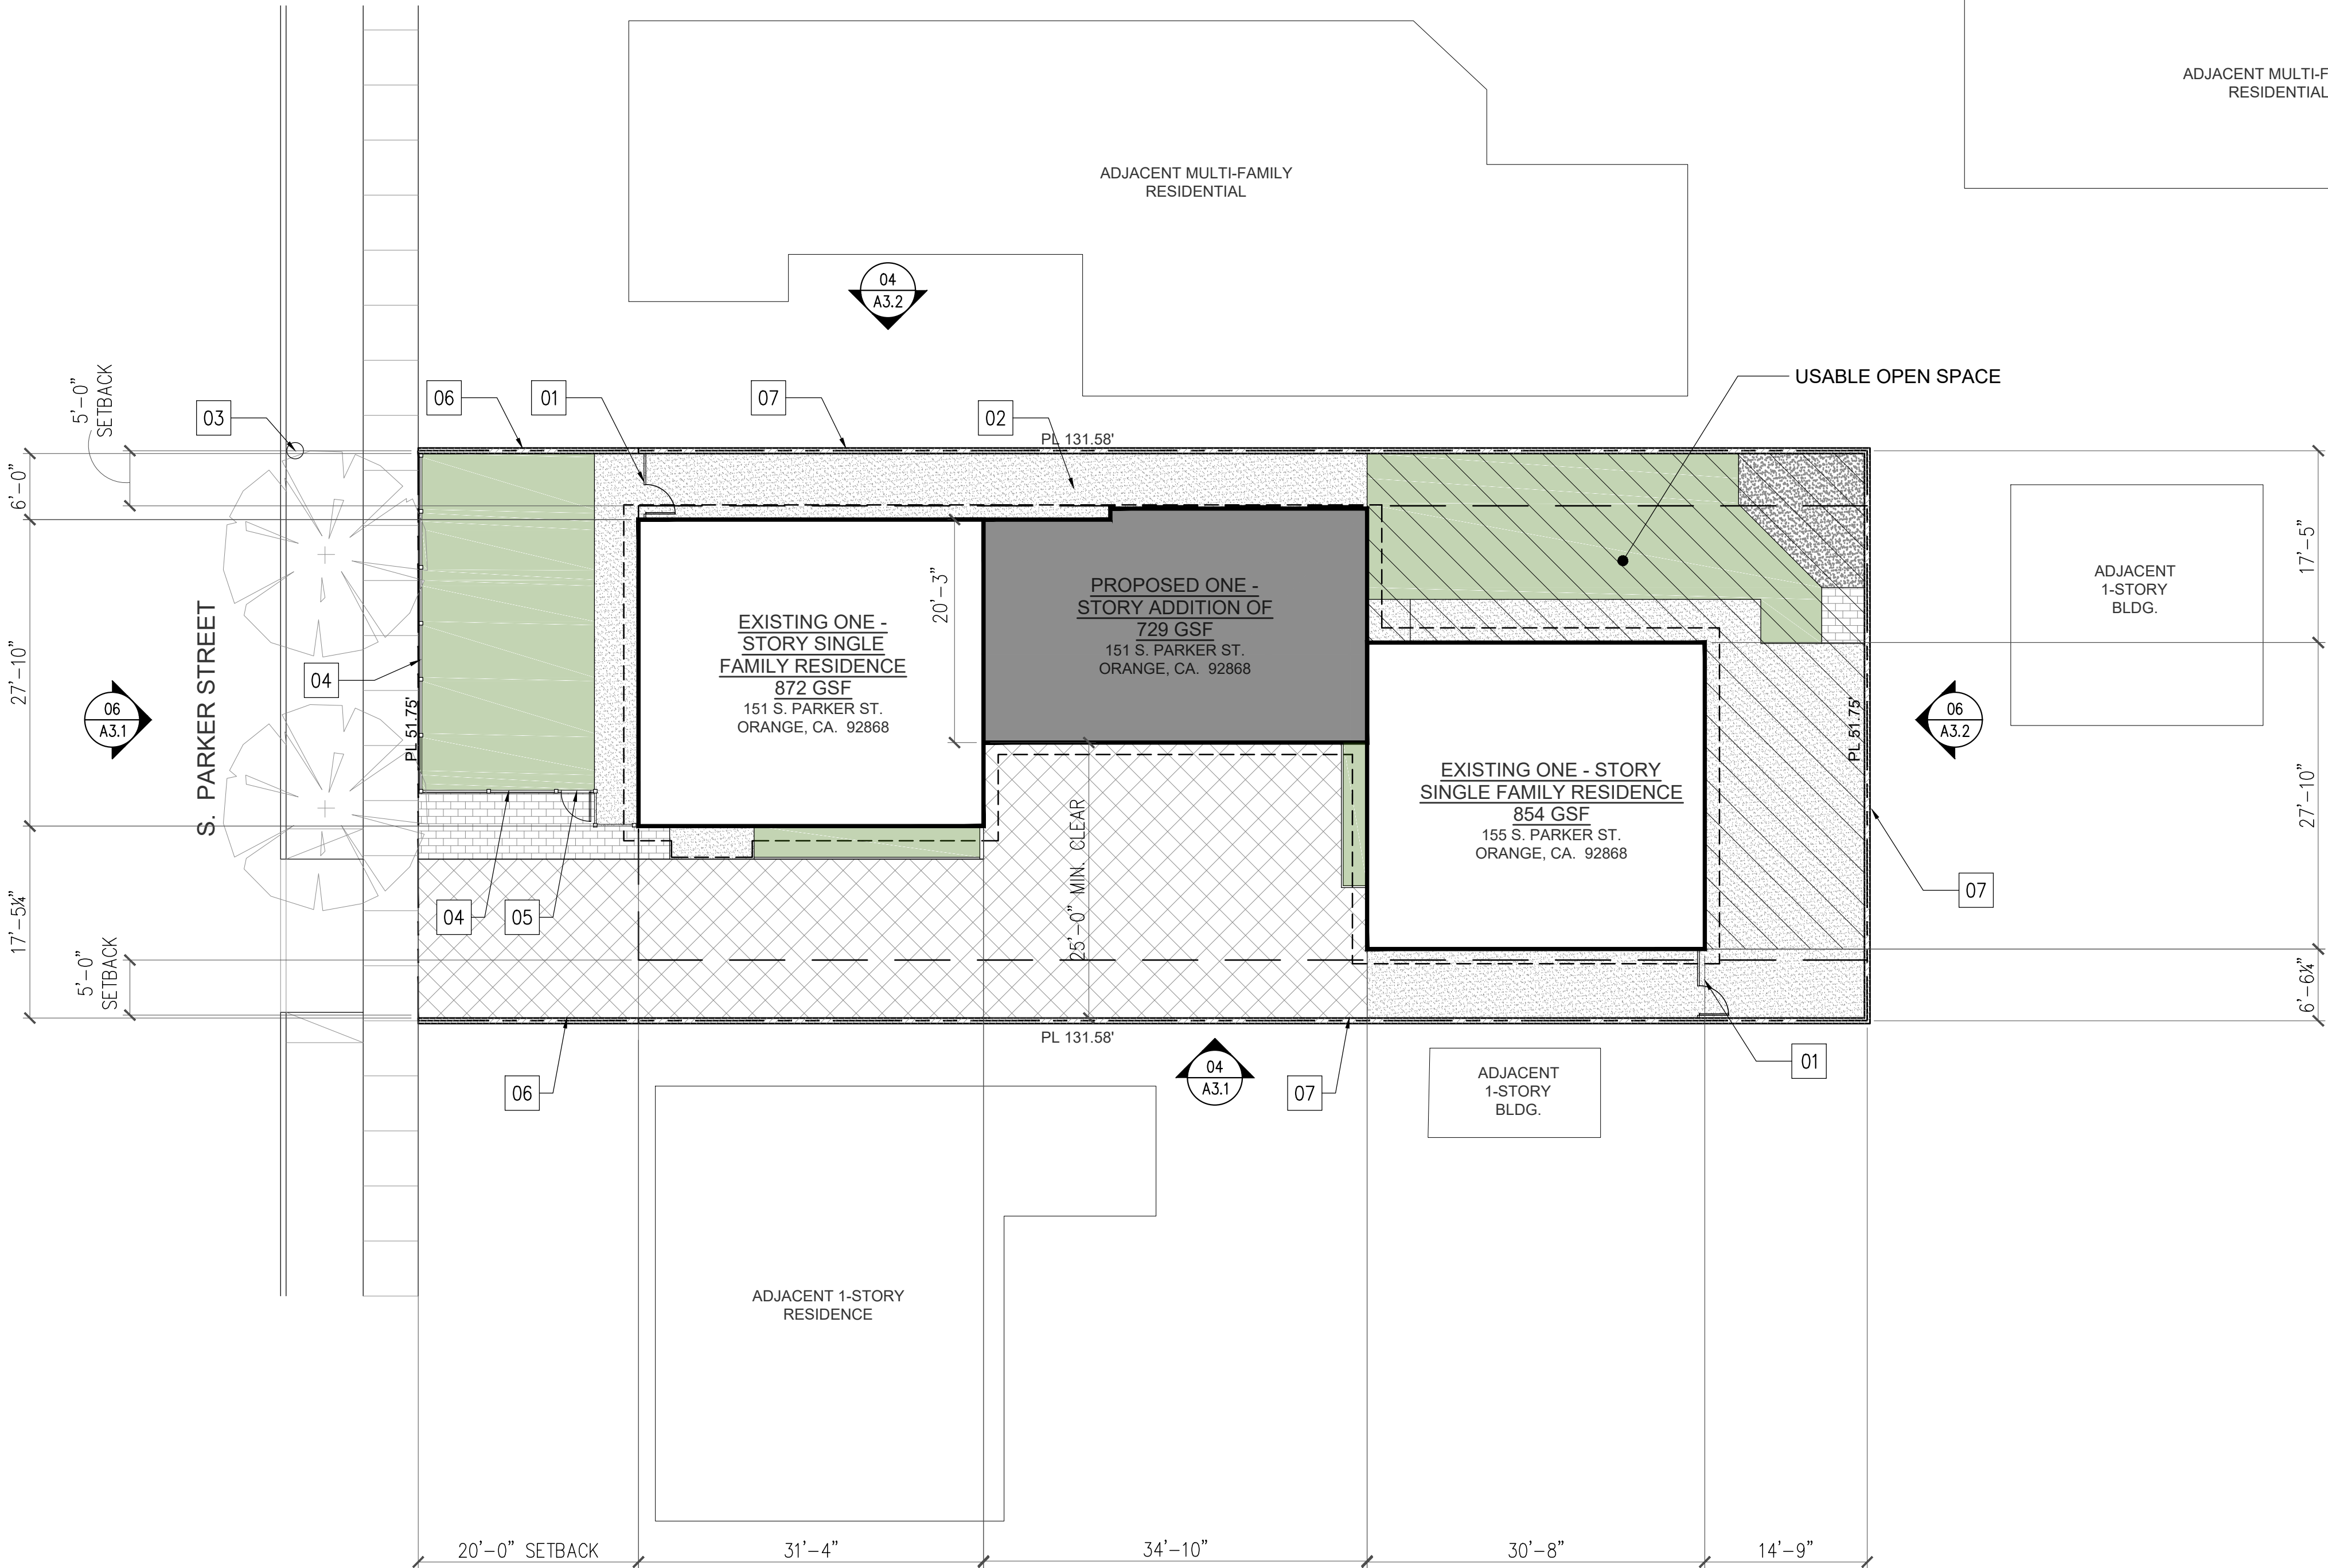 ADJACENT MULTI-F
RESIDENTIAL
ADJACENT MULTI-FAMILY
RESIDENTIAL
04
A3.2
USABLE OPEN SPACE
5'-0"
SETBACK
03
06
01
07
02
PL 131.58'
6'-0"
17'-5"
ADJACENT
1-STORY
BLDG.
20'-3"
PROPOSED ONE -
STORY ADDITION OF
729 GSF
151 S. PARKER ST.
ORANGE, CA. 92868
EXISTING ONE -
STORY SINGLE
FAMILY RESIDENCE
872 GSF
151 S. PARKER ST.
ORANGE, CA. 92868
S. PARKER STREET
04
27'-10"
06
A3.1
PL 51.75'
PL 51.75'
06
A3.2
EXISTING ONE - STORY
SINGLE FAMILY RESIDENCE
854 GSF
155 S. PARKER ST.
ORANGE, CA. 92868
27'-10"
25'-0" MIN. CLEAR
07
04
05
17'-5¼"
5'-0"
SETBACK
6'-6¼"
PL 131.58'
06
04
A3.1
07
ADJACENT
1-STORY
BLDG.
01
ADJACENT 1-STORY
RESIDENCE
20'-0" SETBACK
31'-4"
34'-10"
30'-8"
14'-9"